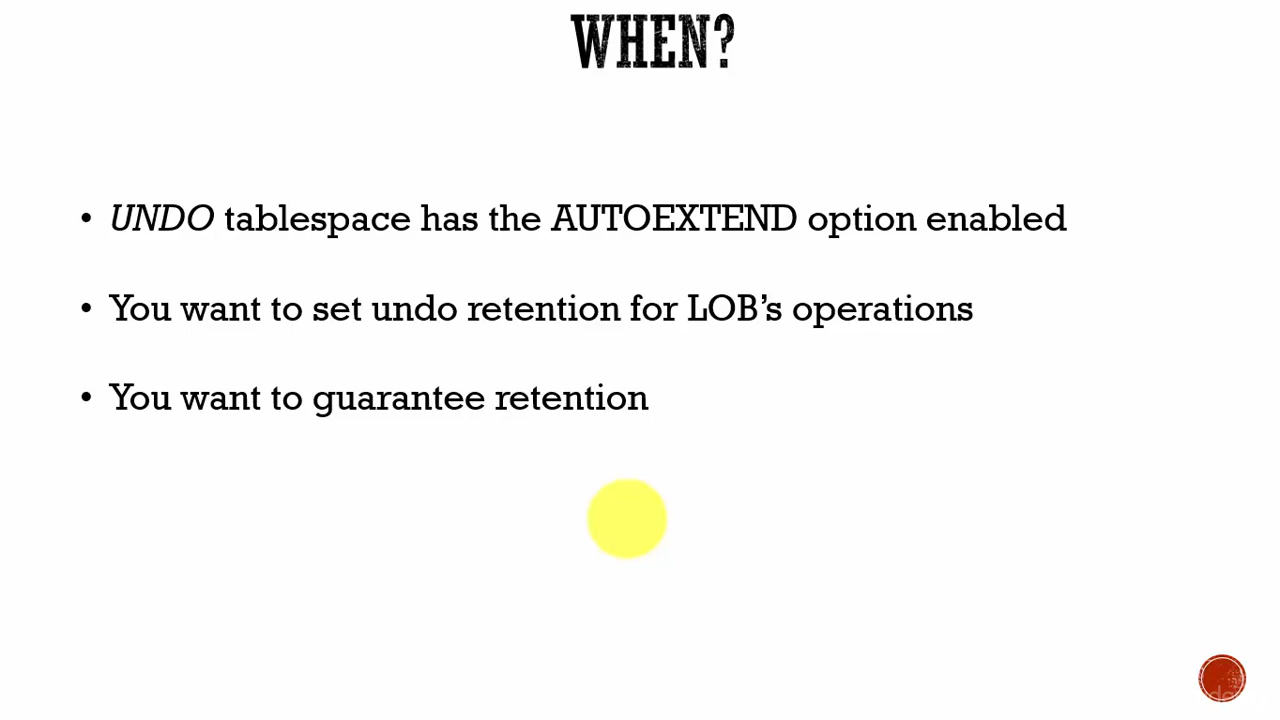 WHEN?
• UNDO tablespace has the AUTOEXTEND option enabled
• You want to set undo retention for LOB’s operations
• You want to guarantee retention